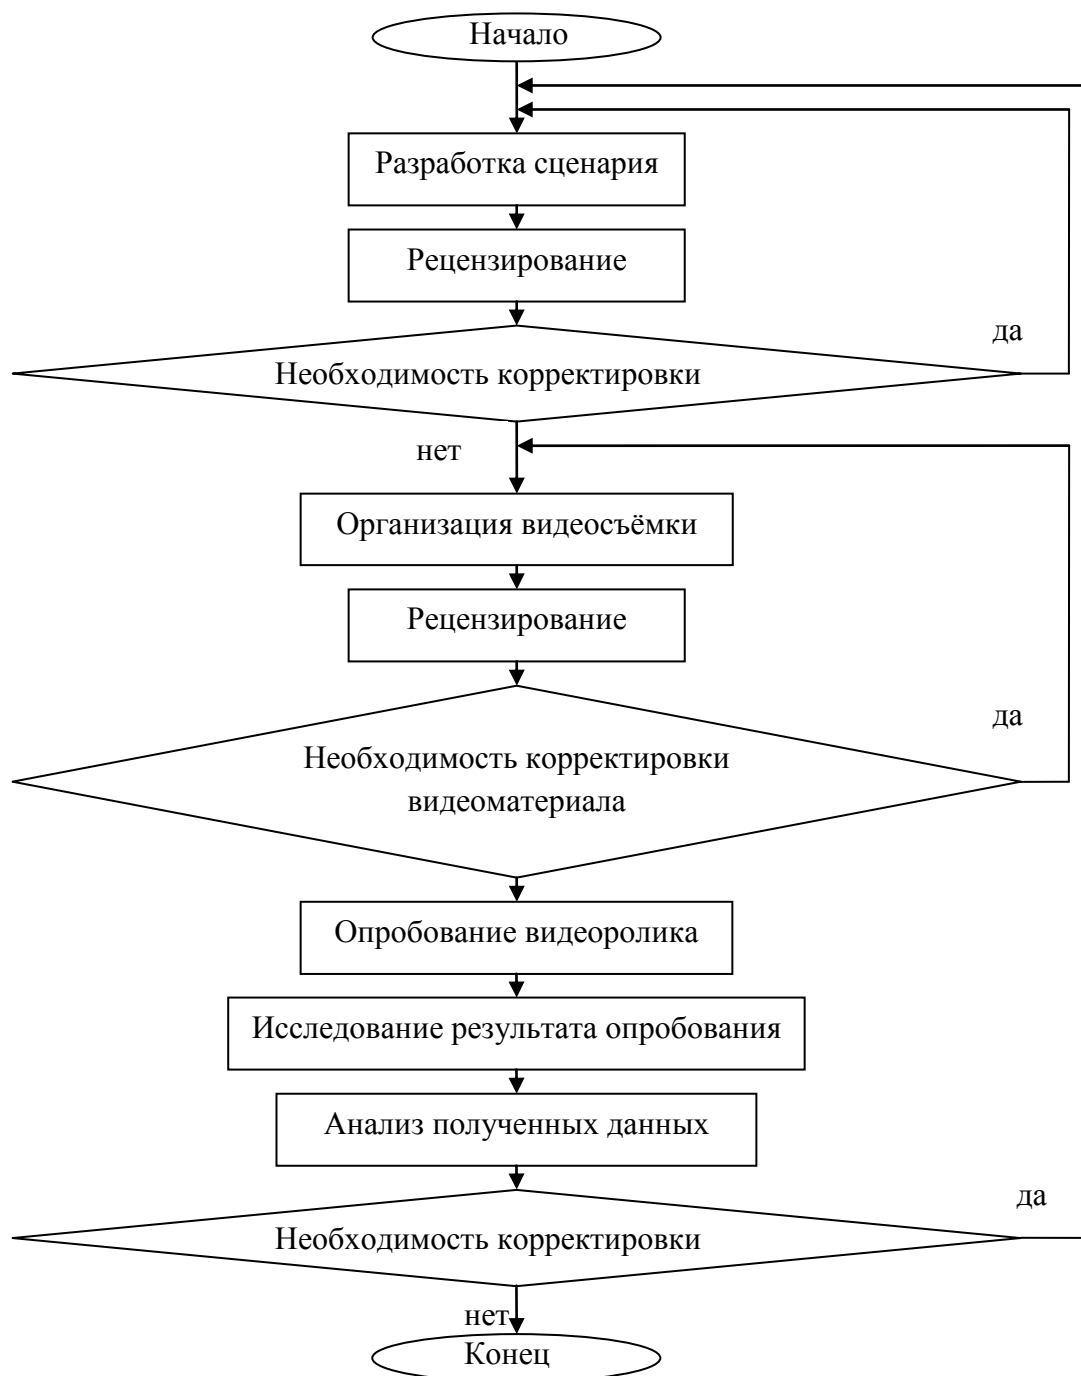 Начало
Разработка сценария
Рецензирование
да
Необходимость корректировки
нет
Организация видеосъёмки
Рецензирование
да
Необходимость корректировки
видеоматериала
Опробование видеоролика
Исследование результата опробования
Анализ полученных данных
да
Необходимость корректировки
нет
Конец